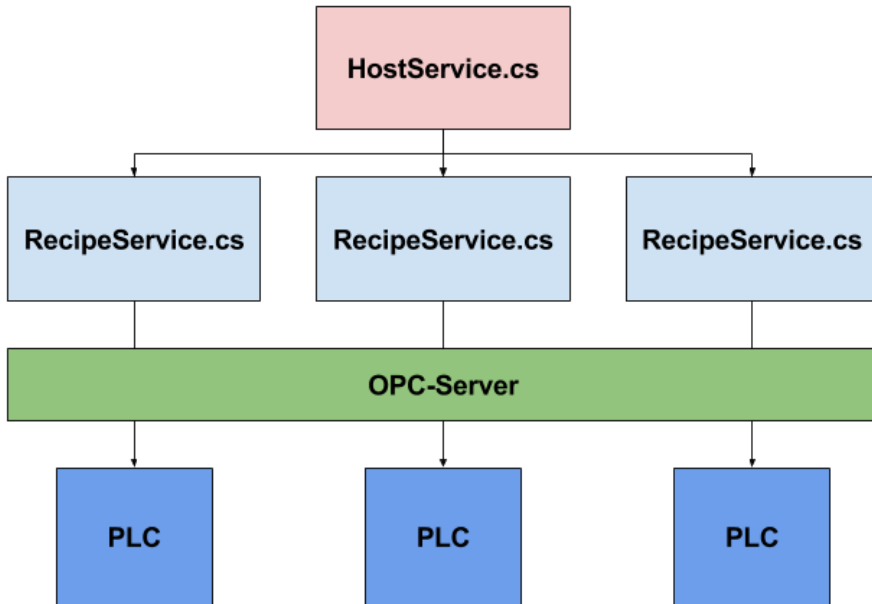 HostService.cs
RecipeService.cs
RecipeService.cs
RecipeService.cs
OPC-Server
PLC
PLC
PLC